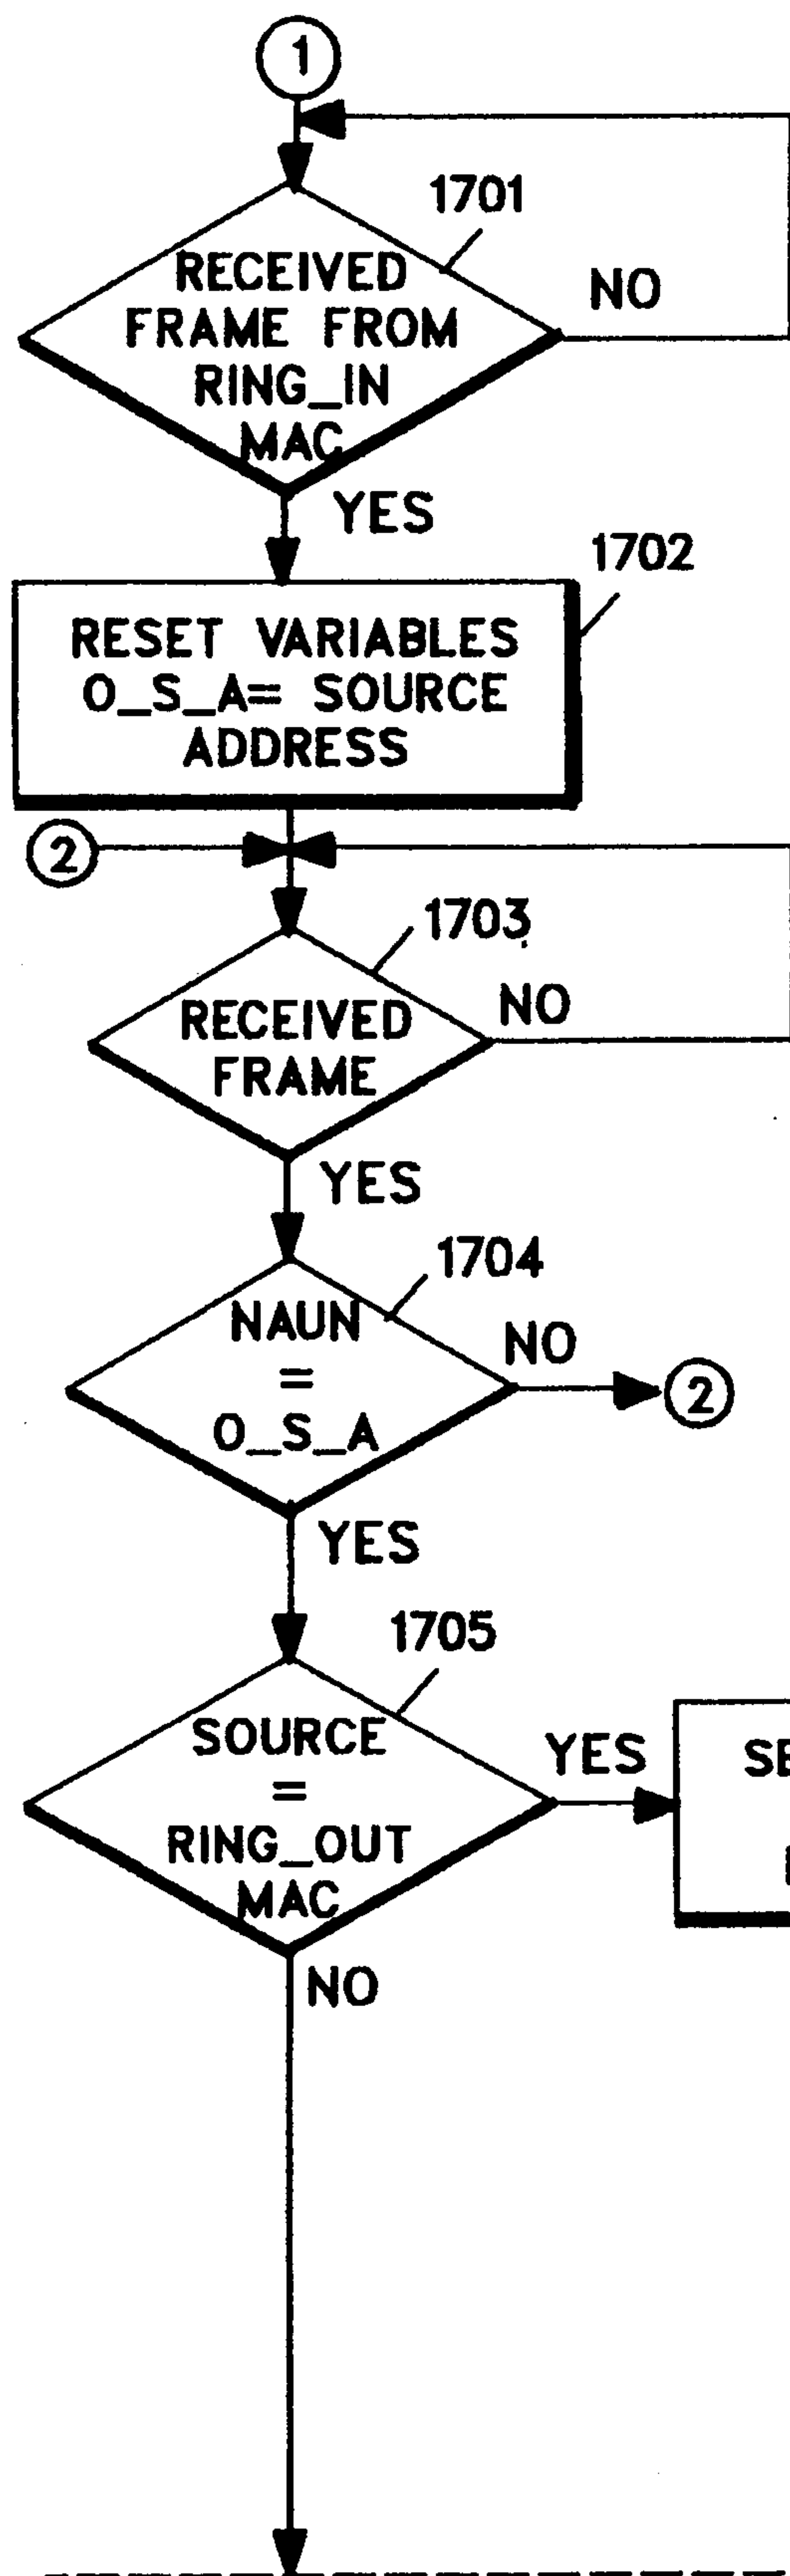 1
1701
RECEIVED
FRAME FROM
RING_IN
MAC
NO
YES
1702
RESET VARIABLES
O_S_A= SOURCE
ADDRESS
2
1703
RECEIVED
FRAME
NO
YES
1704
NAUN
=
O_S_A
NO
2
YES
1705
SOURCE
=
RING_OUT
MAC
YES
SE
NO